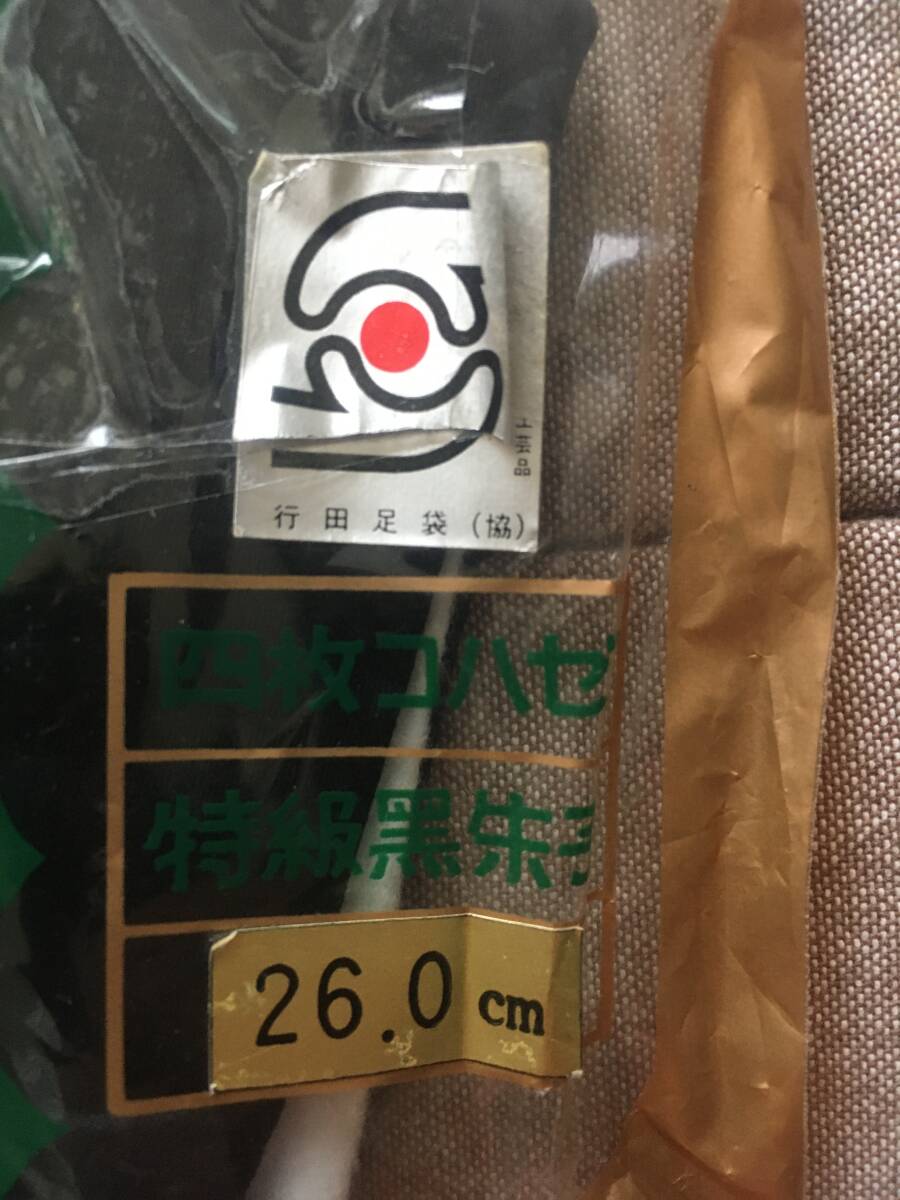 工芸品
行田足袋(協)
四枚コハゼ
特級黒朱子
26.0 cm